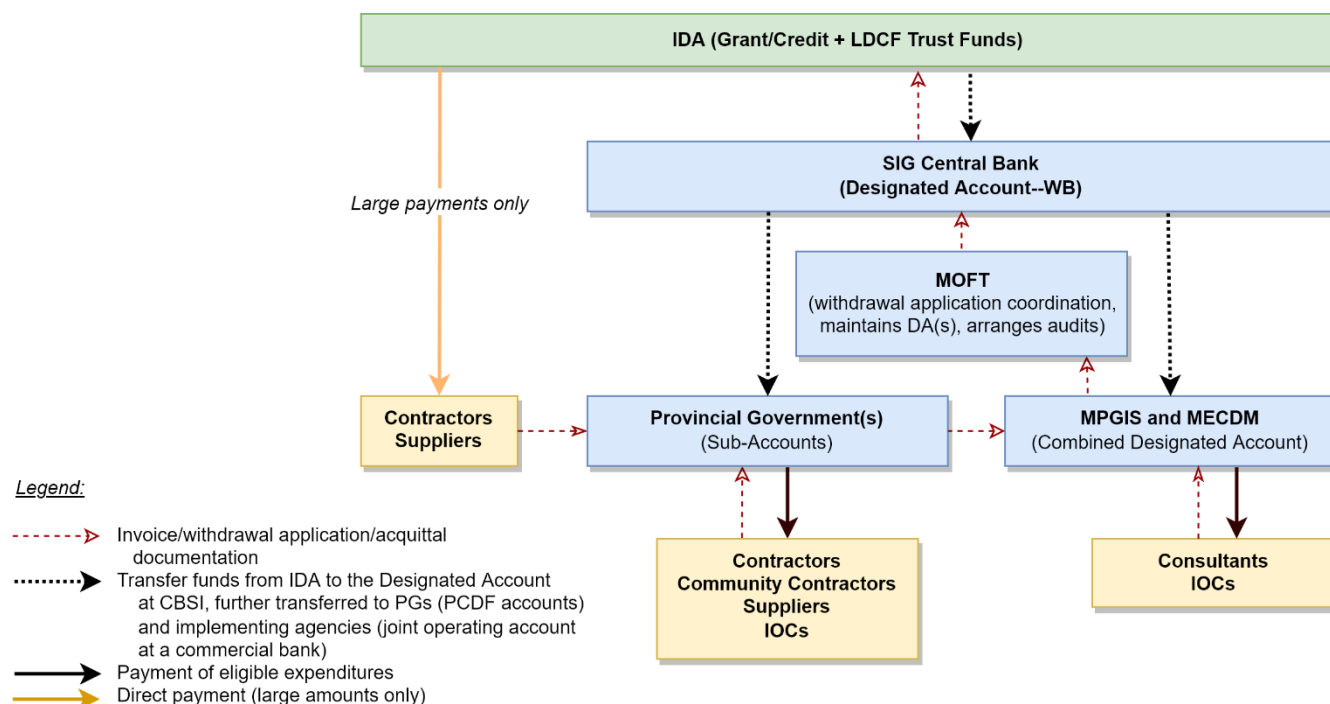 IDA (Grant/Credit + LDCF Trust Funds)
SIG Central Bank
(Designated Account--WB)
Large payments only
MOFT
(withdrawal application coordination,
maintains DA(s), arranges audits)
Contractors
Suppliers
Provincial Government(s)
(Sub-Accounts)
MPGIS and MECDM
(Combined Designated Account)
Contractors
Community Contractors
Suppliers
IOCs
Consultants
IOCs
Legend:
Invoice/withdrawal application/acquittal
documentation
Transfer funds from IDA to the Designated Account
at CBSI, further transferred to PGs (PCDF accounts)
and implementing agencies (joint operating account
at a commercial bank)
Payment of eligible expenditures
Direct payment (large amounts only)